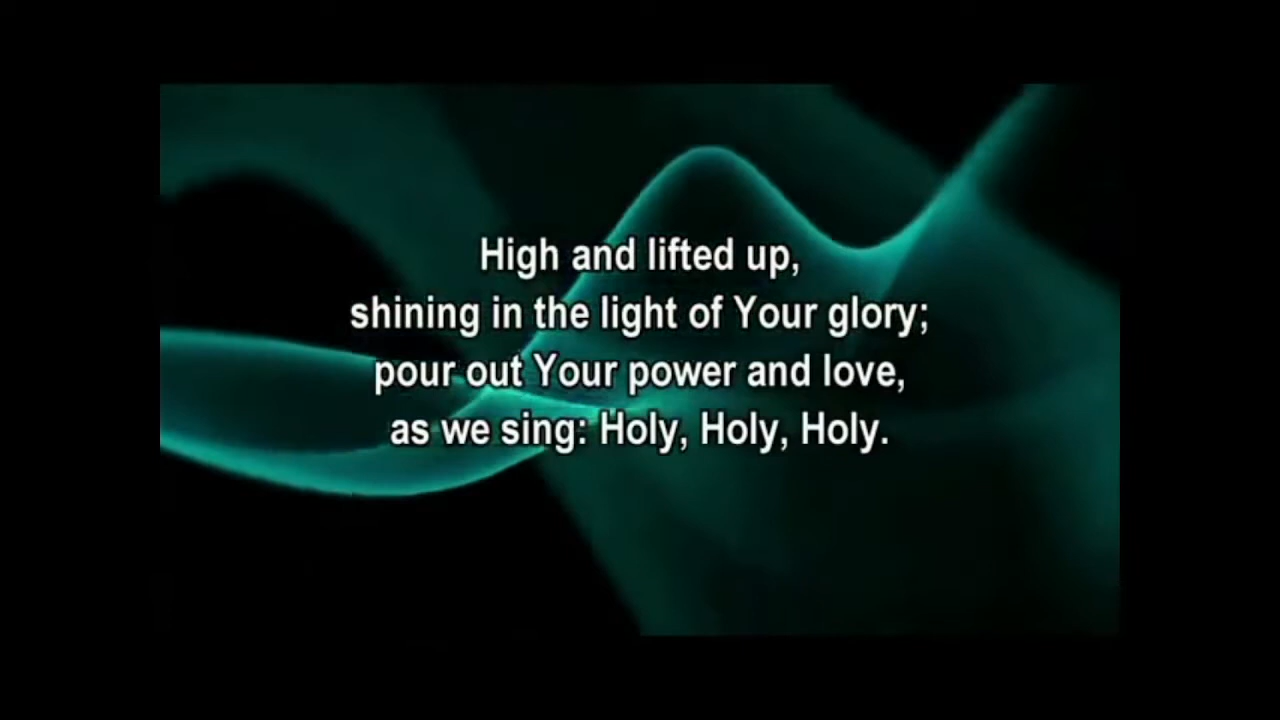 High and lifted up,
shining in the light of Your glory;
pour out Your power and love,
as we sing: Holy, Holy, Holy.